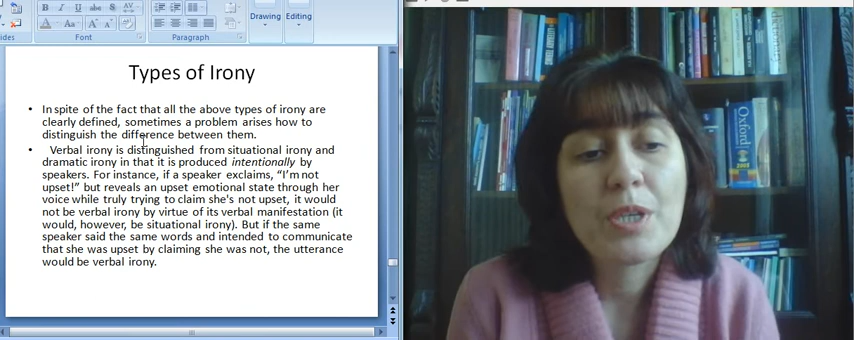 ides
B I U S abc AV
Font
Paragraph
Drawing
Editing
Types of Irony
• In spite of the fact that all the above types of irony are
clearly defined, sometimes a problem arises how to
distinguish the difference between them.
• Verbal irony is distinguished from situational irony and
dramatic irony in that it is produced intentionally by
speakers. For instance, if a speaker exclaims, “I’m not
upset!” but reveals an upset emotional state through her
voice while truly trying to claim she's not upset, it would
not be verbal irony by virtue of its verbal manifestation (it
would, however, be situational irony). But if the same
speaker said the same words and intended to communicate
that she was upset by claiming she was not, the utterance
would be verbal irony.
Oxford